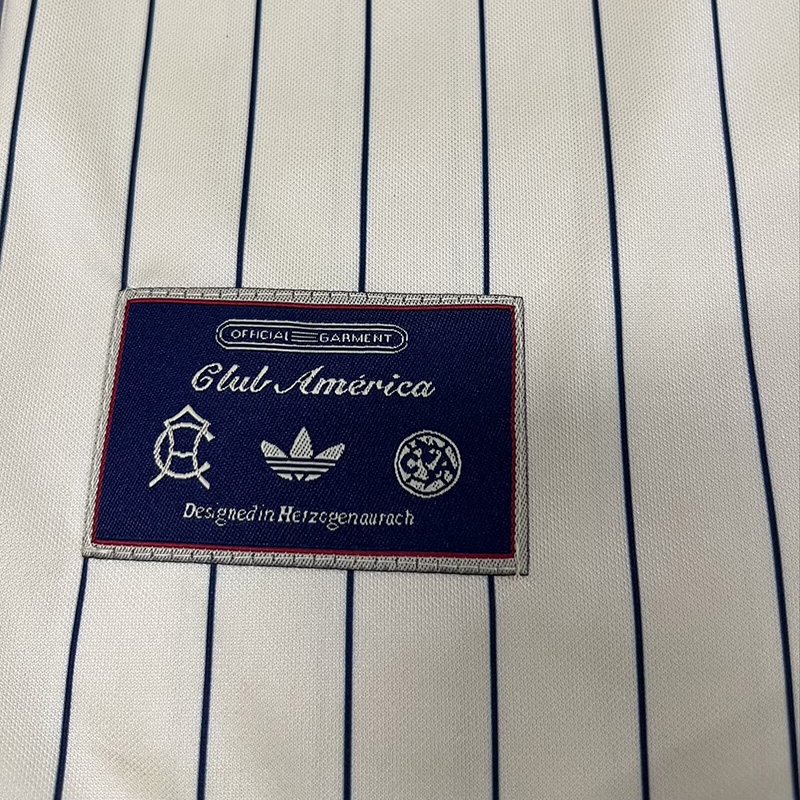 OFFICIAL GARMENT
Club América
Designed in Herzogenaurach